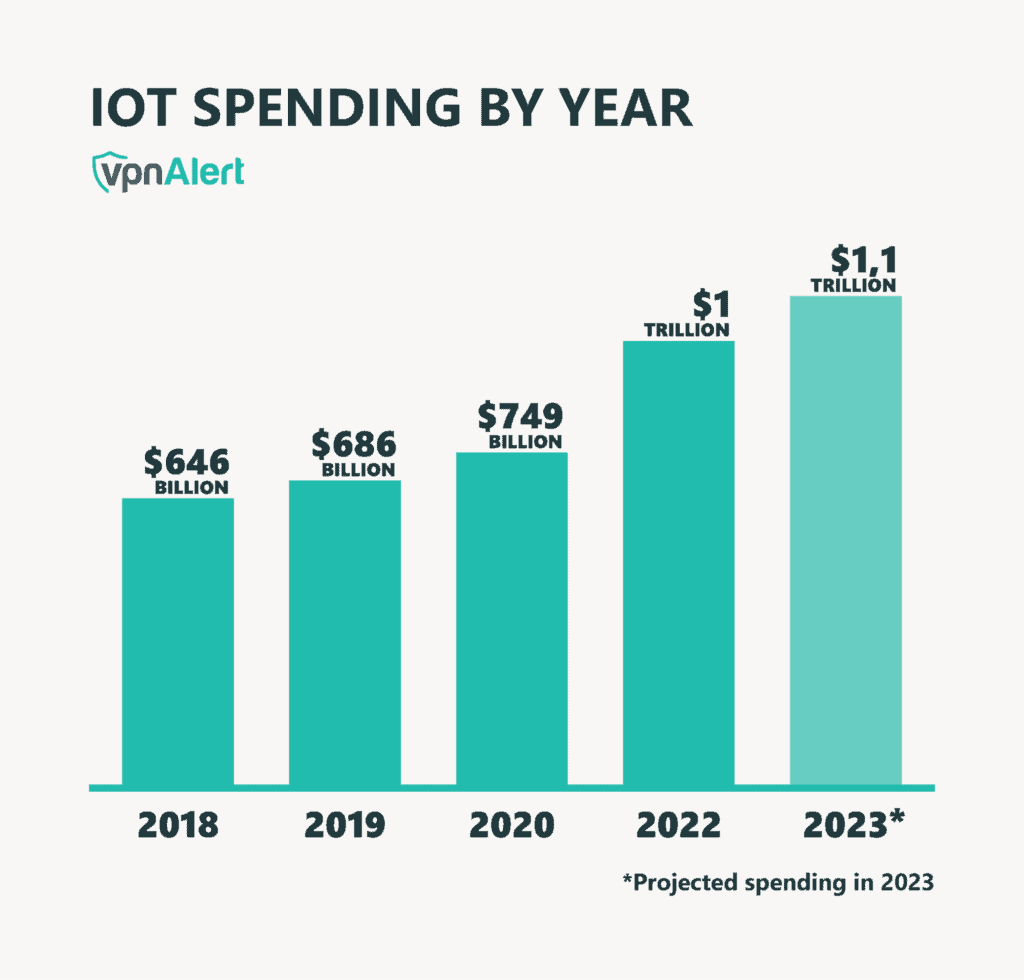 IOT SPENDING BY YEAR
vpnAlert
$1,1
TRILLION
$1
TRILLION
$749
BILLION
$686
BILLION
$646
BILLION
2018 2019 2020 2022 2023*
*Projected spending in 2023